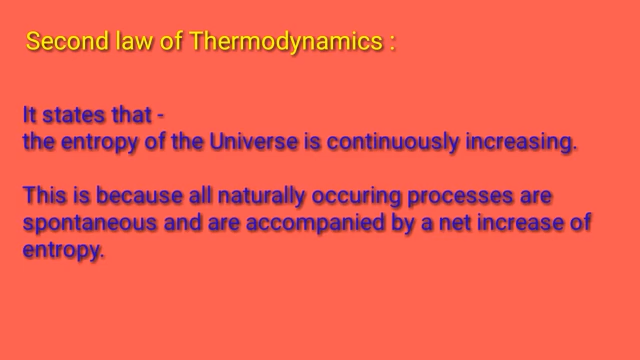 Second law of Thermodynamics :
It states that -
the entropy of the Universe is continuously increasing.
This is because all naturally occuring processes are
spontaneous and are accompanied by a net increase of
entropy.